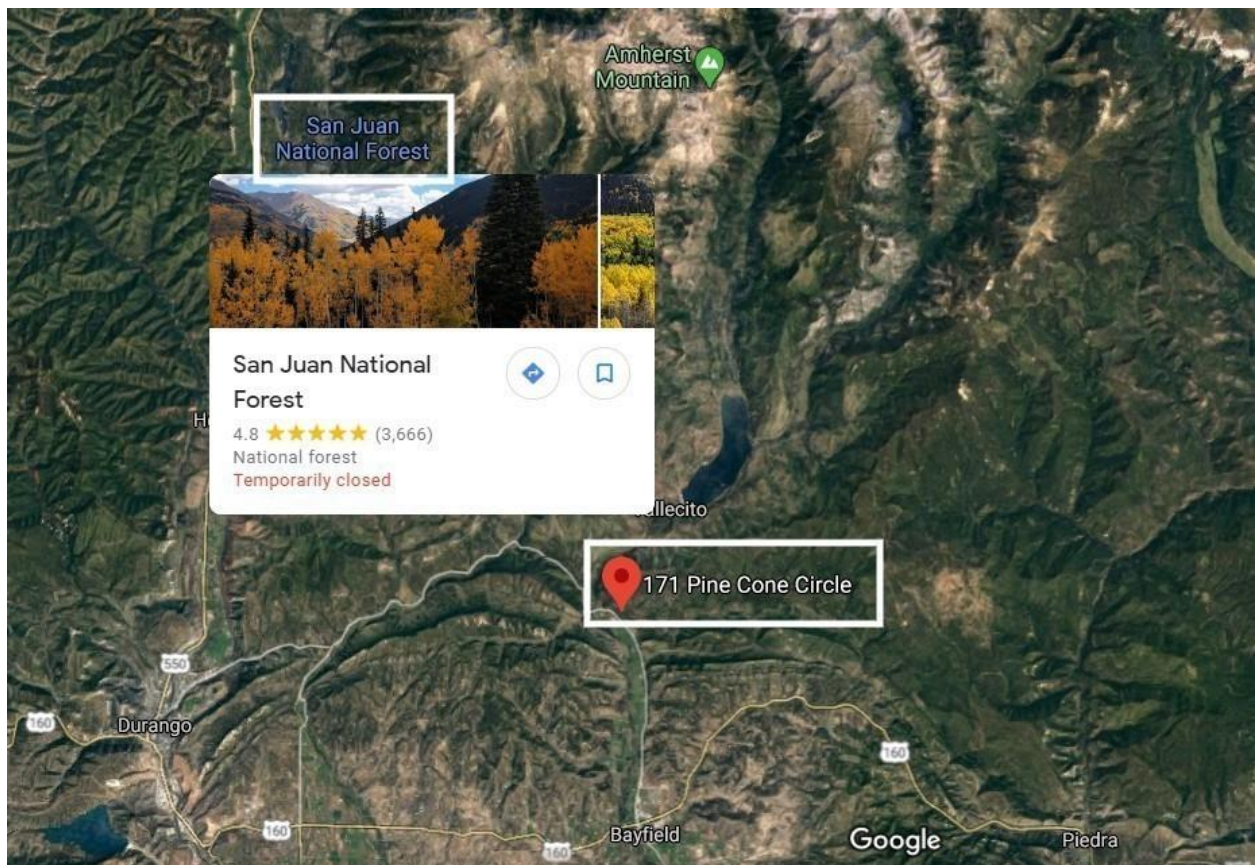 Amherst
Mountain
San Juan
National Forest
San Juan National
Forest
4.8 ★★★★★ (3,666)
National forest
Temporarily closed
171 Pine Cone Circle
550
160
Durango
160
160
Bayfield
160
Google
Piedra